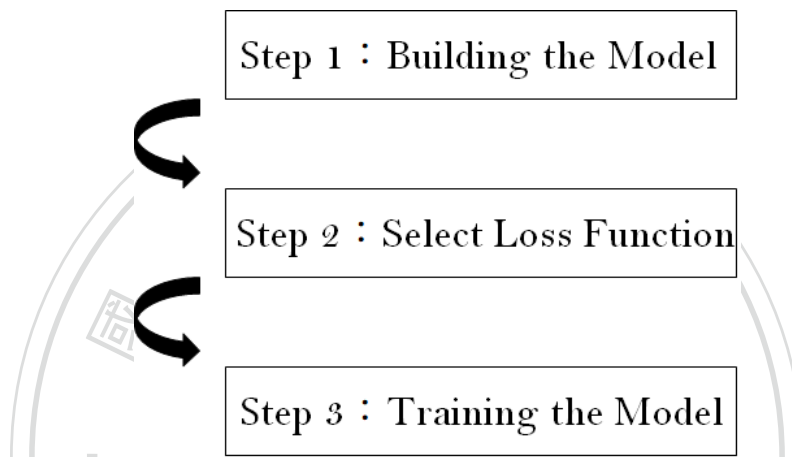 Step 1：Building the Model
Step 2：Select Loss Function
Step 3：Training the Model